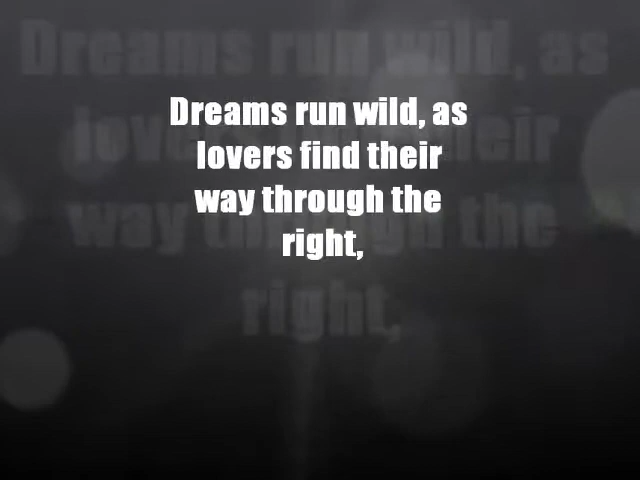 Dreams run wild, as
lovers find their
way through the
right,